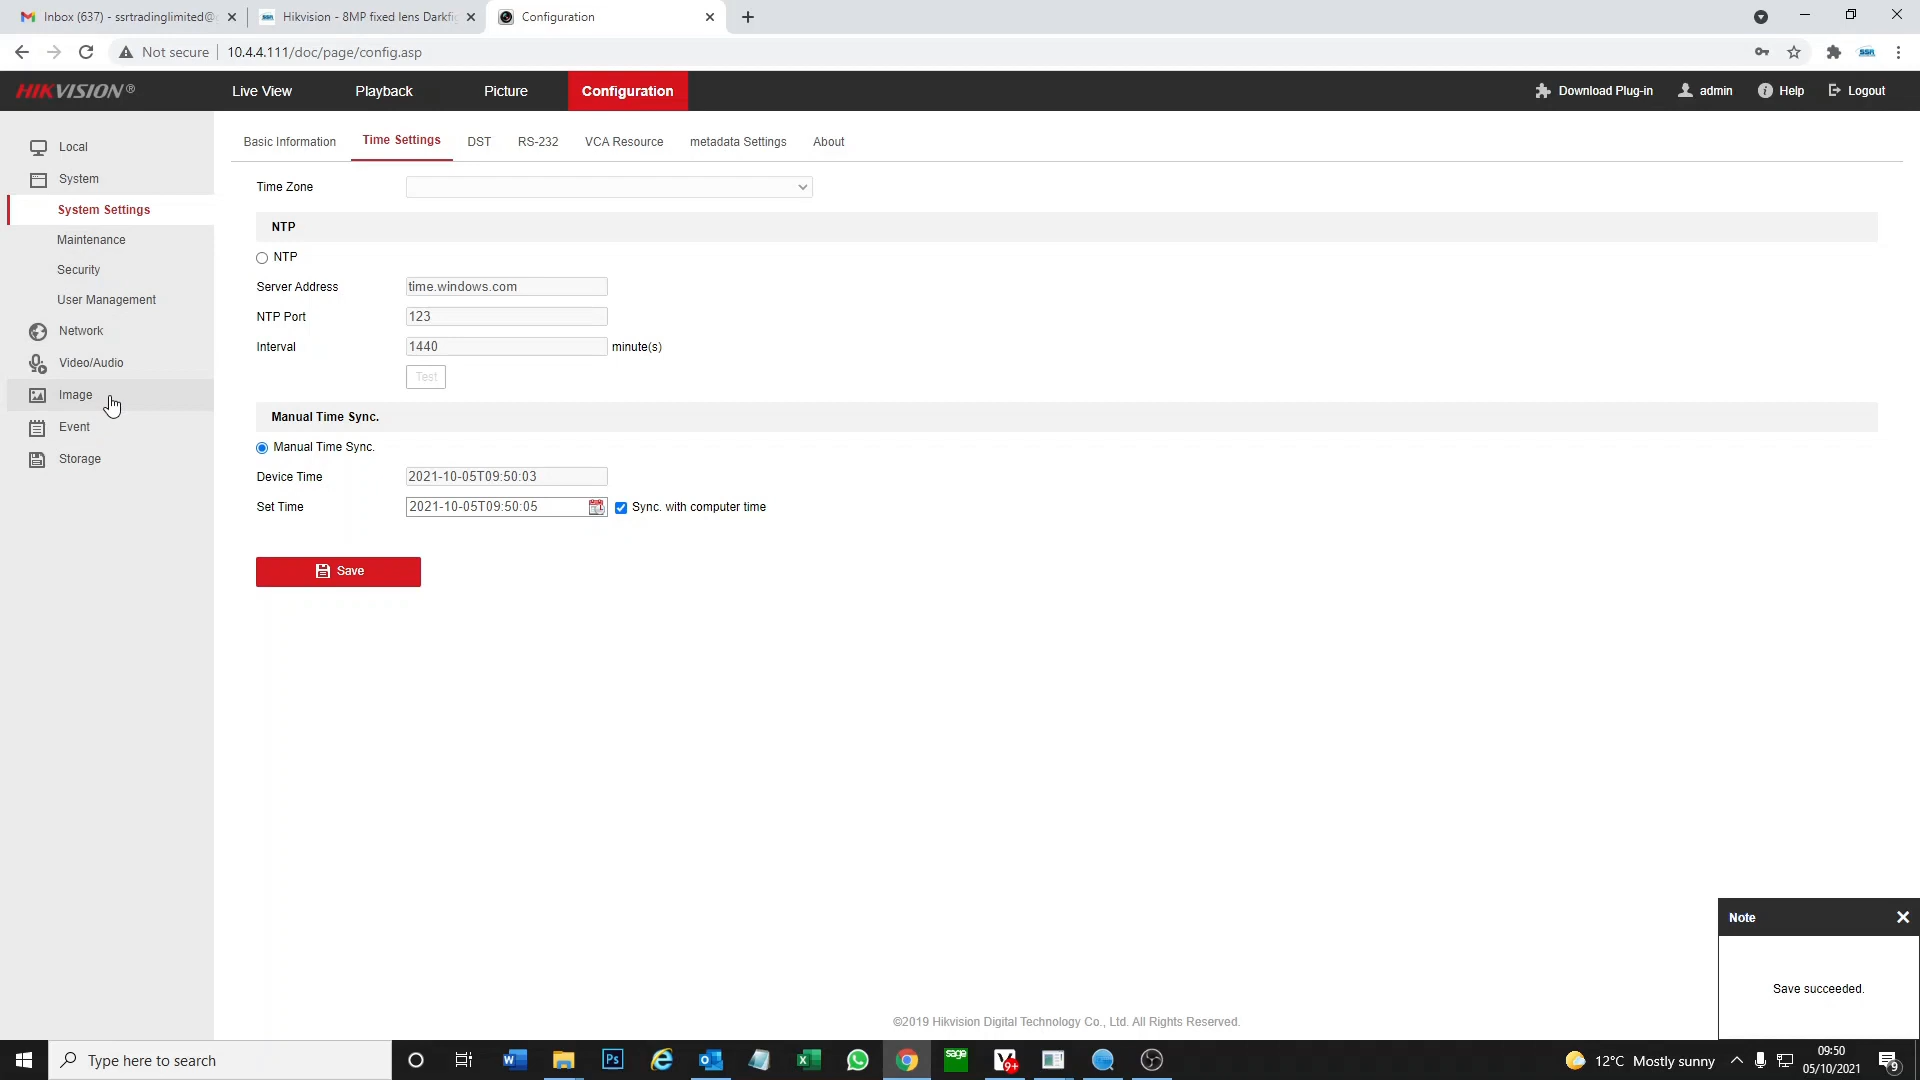 Inbox (637) - ssrtradinglimited@
Hikvision - 8MP fixed lens Darkfig
Configuration
Not secure
10.4.4.111/doc/page/config.asp
HIKVISION®
Live View
Playback
Picture
Configuration
Download Plug-in
admin
Help
Logout
Local
System
System Settings
Maintenance
Security
User Management
Network
Video/Audio
Image
Event
Storage
Basic Information
Time Settings
DST
RS-232
VCA Resource
metadata Settings
About
Time Zone
NTP
NTP
Server Address time.windows.com
NTP Port 123
Interval 1440 minute(s)
Test
Manual Time Sync.
Manual Time Sync.
Device Time 2021-10-05T09:50:03
Set Time 2021-10-05T09:50:05 Sync. with computer time
Save
Note
Save succeeded.
©2019 Hikvision Digital Technology Co., Ltd. All Rights Reserved.
Type here to search
Ps
sage
9+
12°C Mostly sunny
09:50
05/10/2021
9